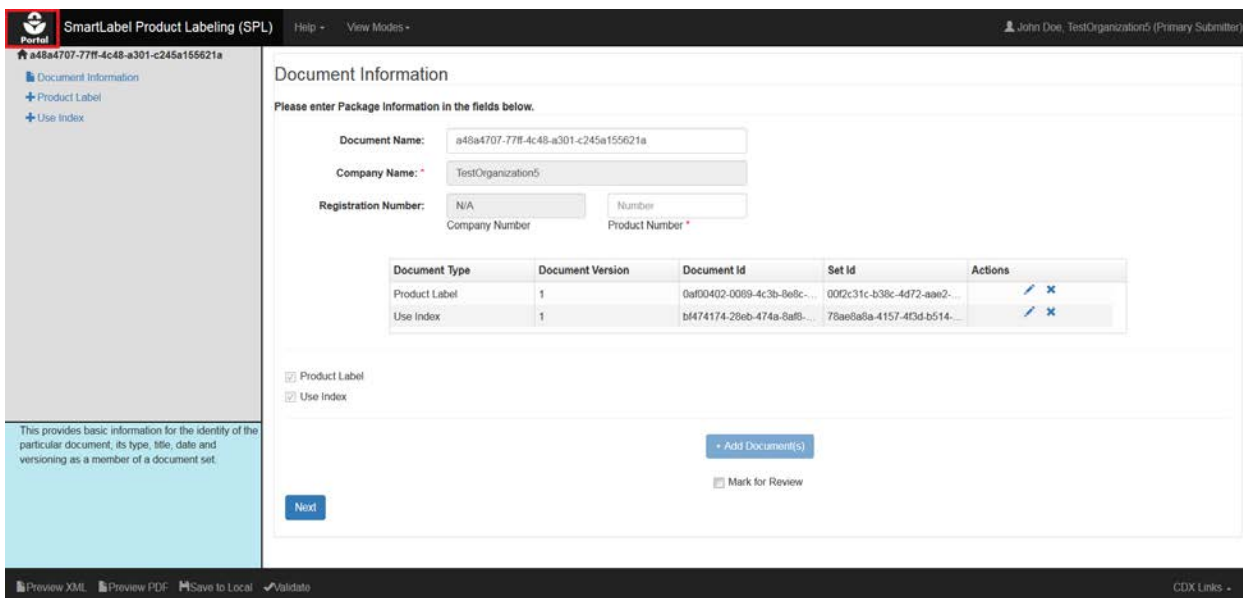 Portal
SmartLabel Product Labeling (SPL)
Help
View Modes
John Doe, TestOrganization5 (Primary Submitter)
a48a4707-77ff-4c48-a301-c245a155621a
Document Information
Product Label
Use Index
This provides basic information for the identity of the
particular document, its type, title, date and
versioning as a member of a document set.
Document Information
Please enter Package Information in the fields below.
Document Name: a48a4707-77ff-4c48-a301-c245a155621a
Company Name: * TestOrganization5
Registration Number: N/A Number
Company Number Product Number *
Document Type Document Version Document Id Set Id Actions
Product Label 1 0af00402-0089-4c3b-8e8c-... 00f2c31c-b38c-4d72-aae2-...
Use Index 1 bf474174-28eb-474a-8af8-... 78ae8a8a-4157-4f3d-b514-...
Product Label
Use Index
+ Add Document(s)
Mark for Review
Next
Preview XML Preview PDF Save to Local Validate CDX Links